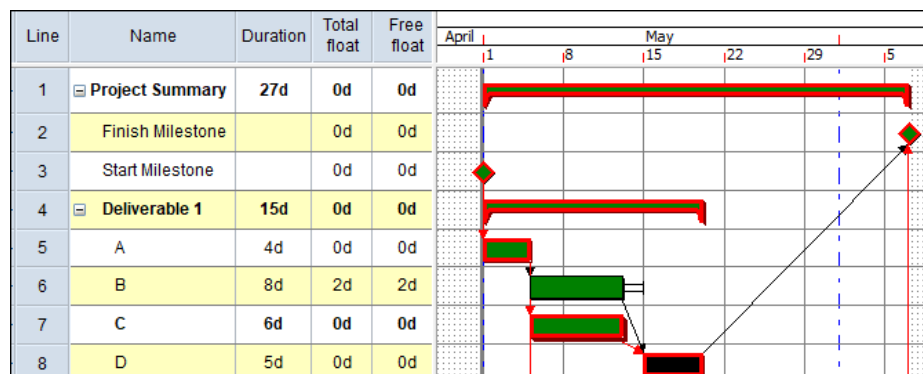 Line Name Duration Total float Free float April May
1 8 15 22 29 5
1 Project Summary 27d 0d 0d
2 Finish Milestone 0d 0d
3 Start Milestone 0d 0d
4 Deliverable 1 15d 0d 0d
5 A 4d 0d 0d
6 B 8d 2d 2d
7 C 6d 0d 0d
8 D 5d 0d 0d